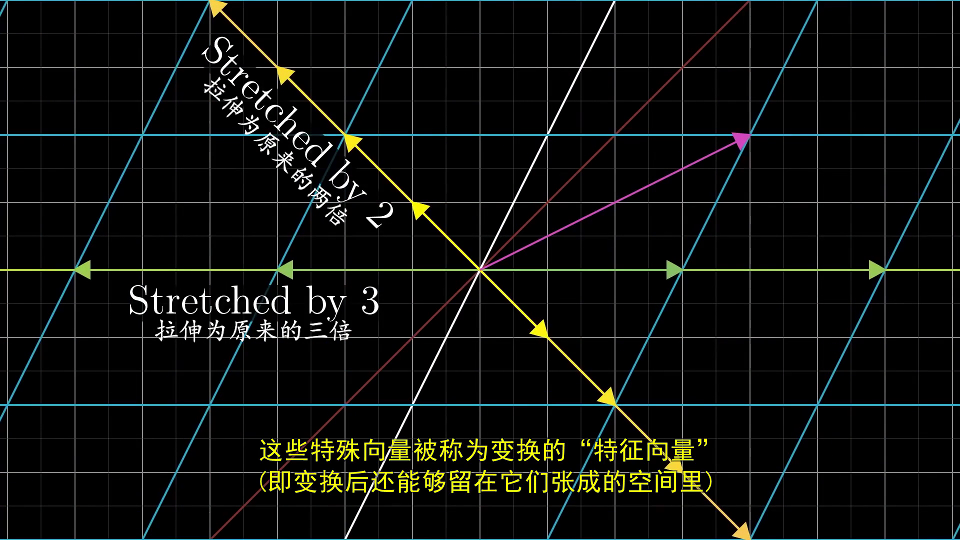 Stretched by 2
拉伸为原来的两倍
Stretched by 3
拉伸为原来的三倍
这些特殊向量被称为变换的“特征向量”
(即变换后还能够留在它们张成的空间里)